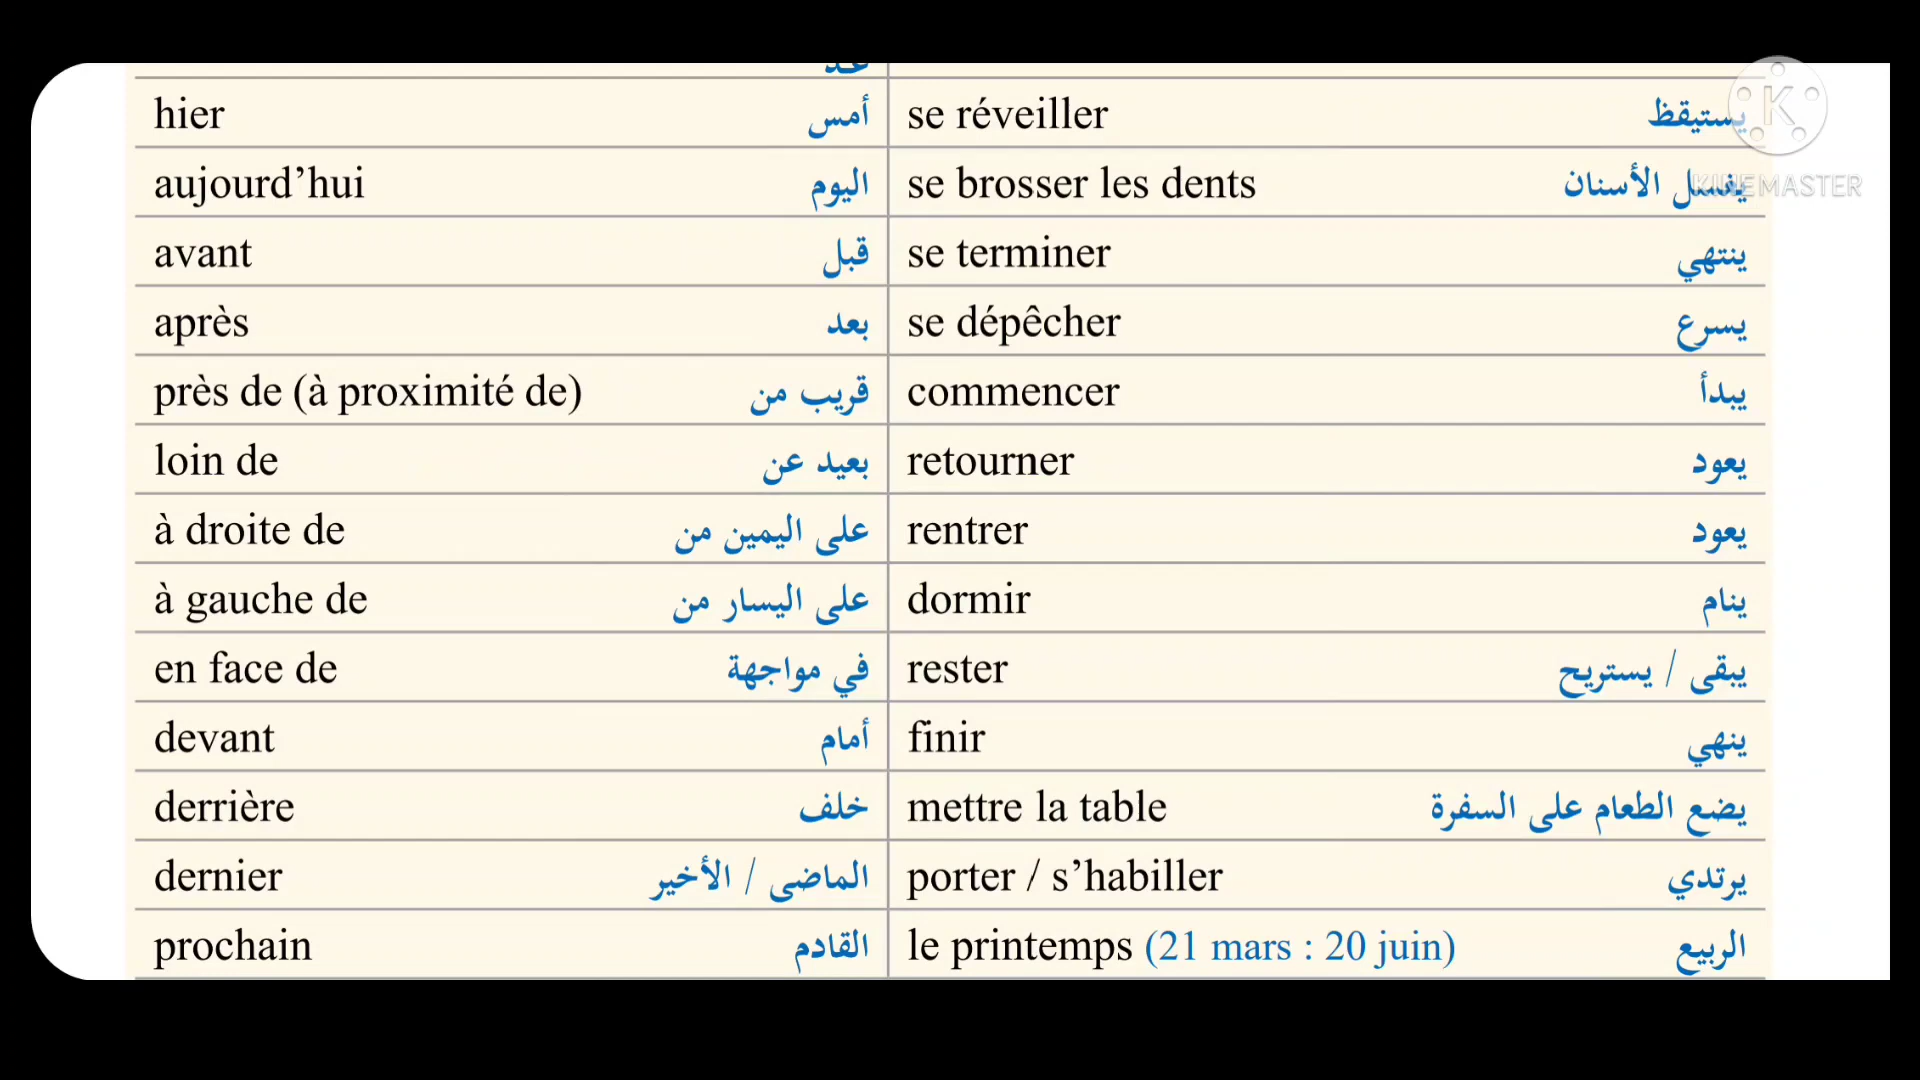 hier أمس se réveiller يستيقظ
aujourd’hui اليوم se brosser les dents يغسل الأسنان
avant قبل se terminer ينتهي
après بعد se dépêcher يسرع
près de (à proximité de) قريب من commencer يبدأ
loin de بعيد عن retourner يعود
à droite de على اليمين من rentrer يعود
à gauche de على اليسار من dormir ينام
en face de في مواجهة rester يبقى / يستريح
devant أمام finir ينهي
derrière خلف mettre la table يضع الطعام على السفرة
dernier الماضى / الأخير porter / s’habiller يرتدي
prochain القادم le printemps (21 mars : 20 juin) الربيع
K
KINEMASTER